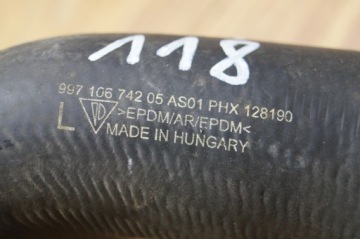 118
997 106 742 05 AS01 PHX 128190
L >EPDM/AR/EPDM<
MADE IN HUNGARY